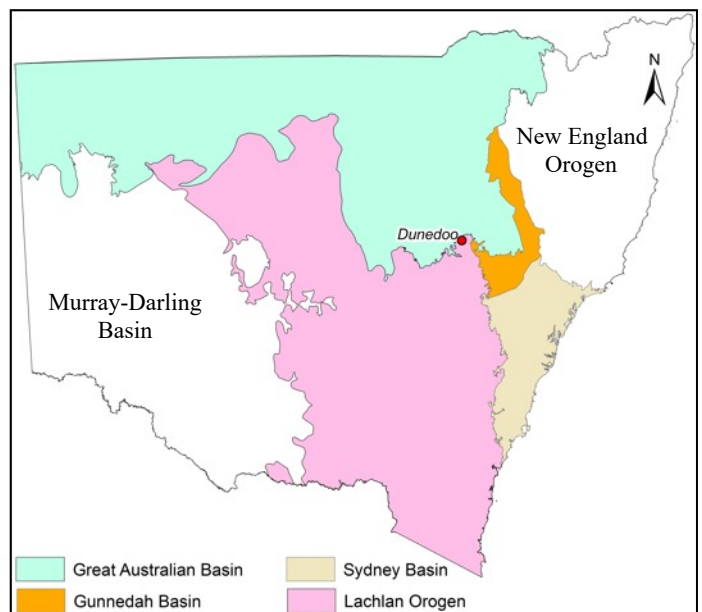 N
New England
Orogen
Dunedoo
Murray-Darling
Basin
Great Australian Basin
Sydney Basin
Gunnedah Basin
Lachlan Orogen